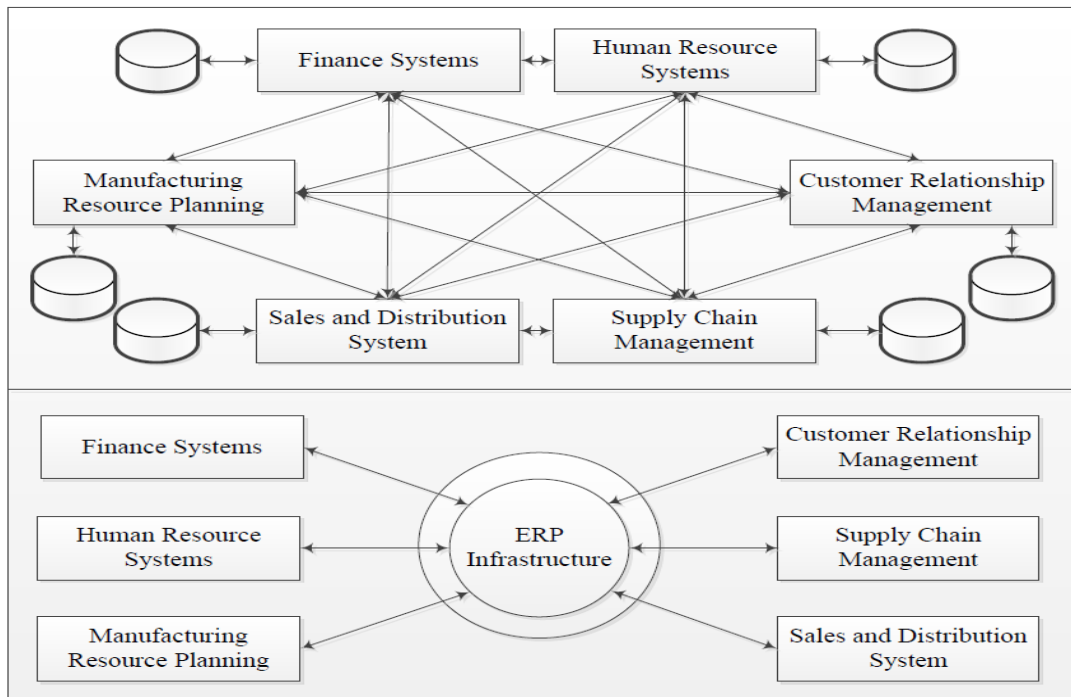 Finance Systems
Human Resource
Systems
Manufacturing
Resource Planning
Customer Relationship
Management
Sales and Distribution
System
Supply Chain
Management
Finance Systems
Customer Relationship
Management
Human Resource
Systems
ERP
Infrastructure
Supply Chain
Management
Manufacturing
Resource Planning
Sales and Distribution
System